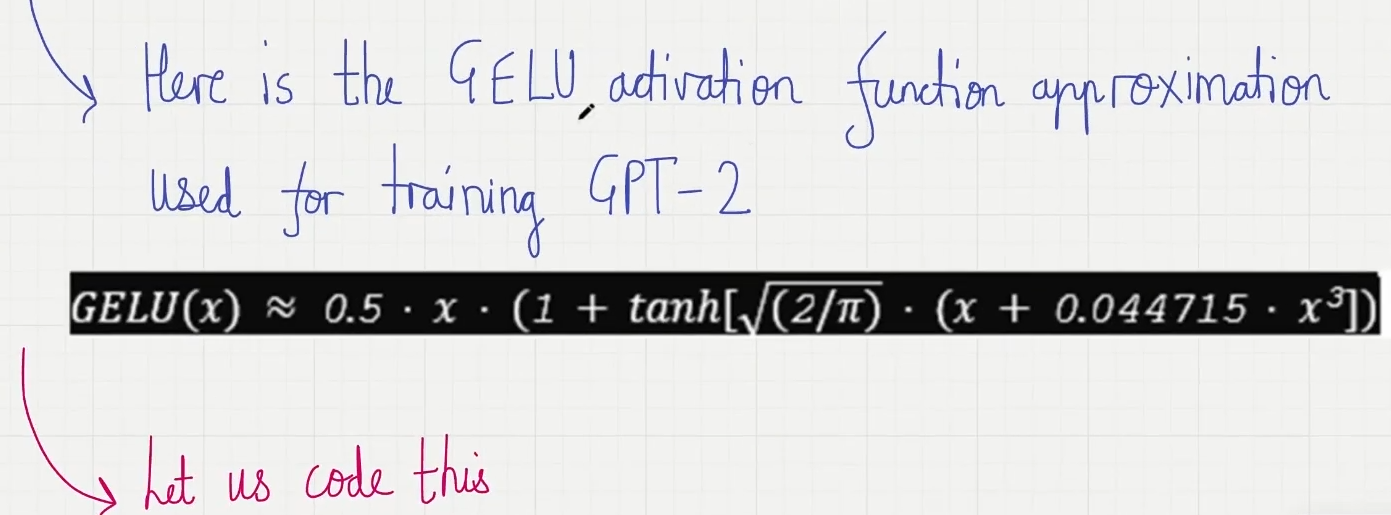 Here is the GELU activation function approximation
used for training GPT-2
GELU(x) ≈ 0.5 · x · (1 + tanh[√(2/π) · (x + 0.044715 · x³])
Let us code this